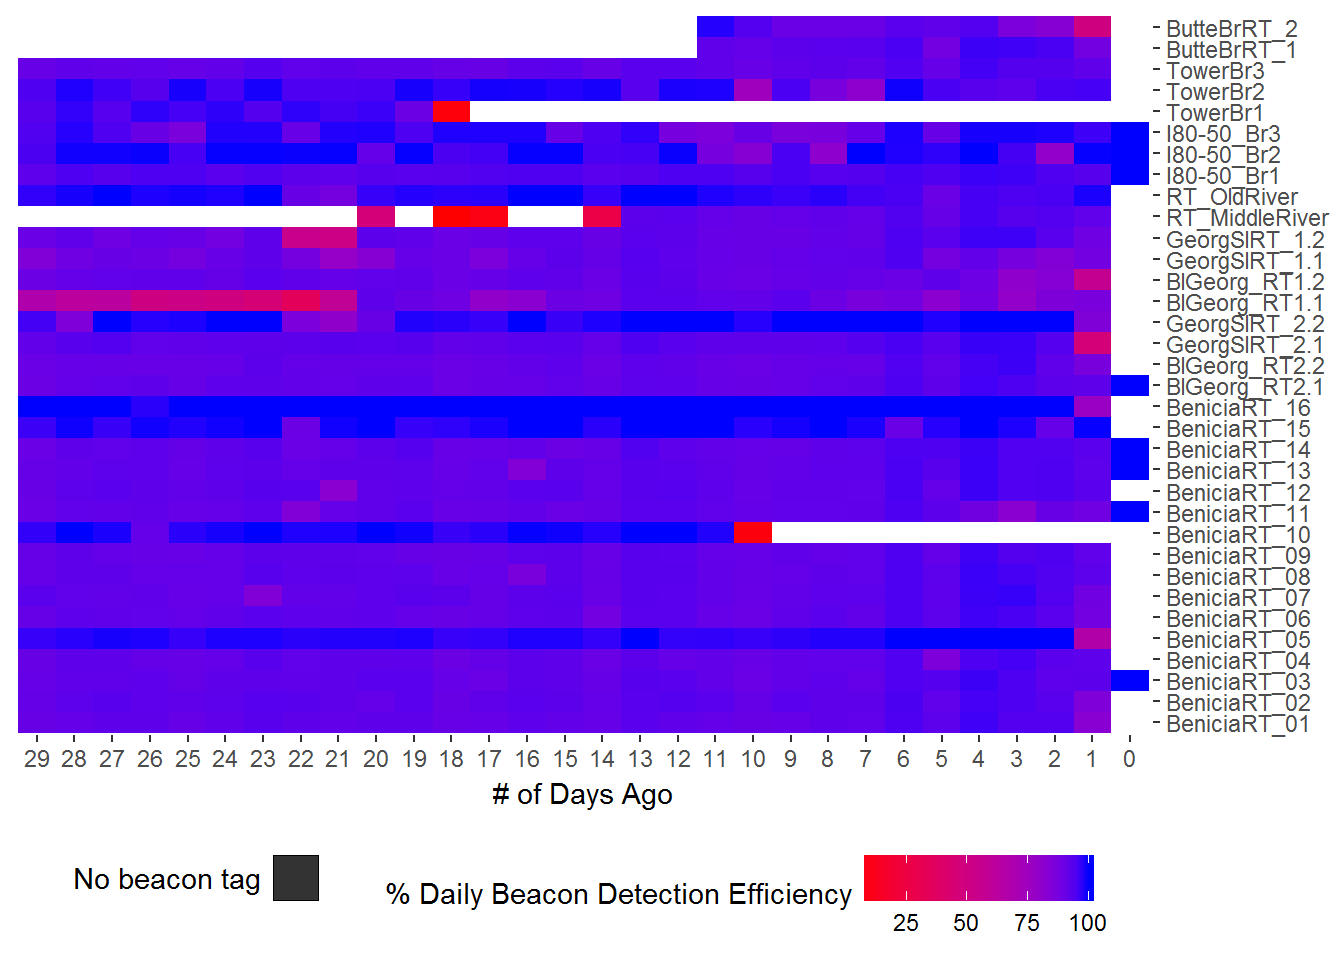 ButteBrRT_2
ButteBrRT_1
TowerBr3
TowerBr2
TowerBr1
I80-50_Br3
I80-50_Br2
I80-50_Br1
RT_OldRiver
RT_MiddleRiver
GeorgSlRT_1.2
GeorgSlRT_1.1
BlGeorg_RT1.2
BlGeorg_RT1.1
GeorgSlRT_2.2
GeorgSlRT_2.1
BlGeorg_RT2.2
BlGeorg_RT2.1
BeniciaRT_16
BeniciaRT_15
BeniciaRT_14
BeniciaRT_13
BeniciaRT_12
BeniciaRT_11
BeniciaRT_10
BeniciaRT_09
BeniciaRT_08
BeniciaRT_07
BeniciaRT_06
BeniciaRT_05
BeniciaRT_04
BeniciaRT_03
BeniciaRT_02
BeniciaRT_01
29 28 27 26 25 24 23 22 21 20 19 18 17 16 15 14 13 12 11 10 9 8 7 6 5 4 3 2 1 0
# of Days Ago
No beacon tag
% Daily Beacon Detection Efficiency
25 50 75 100